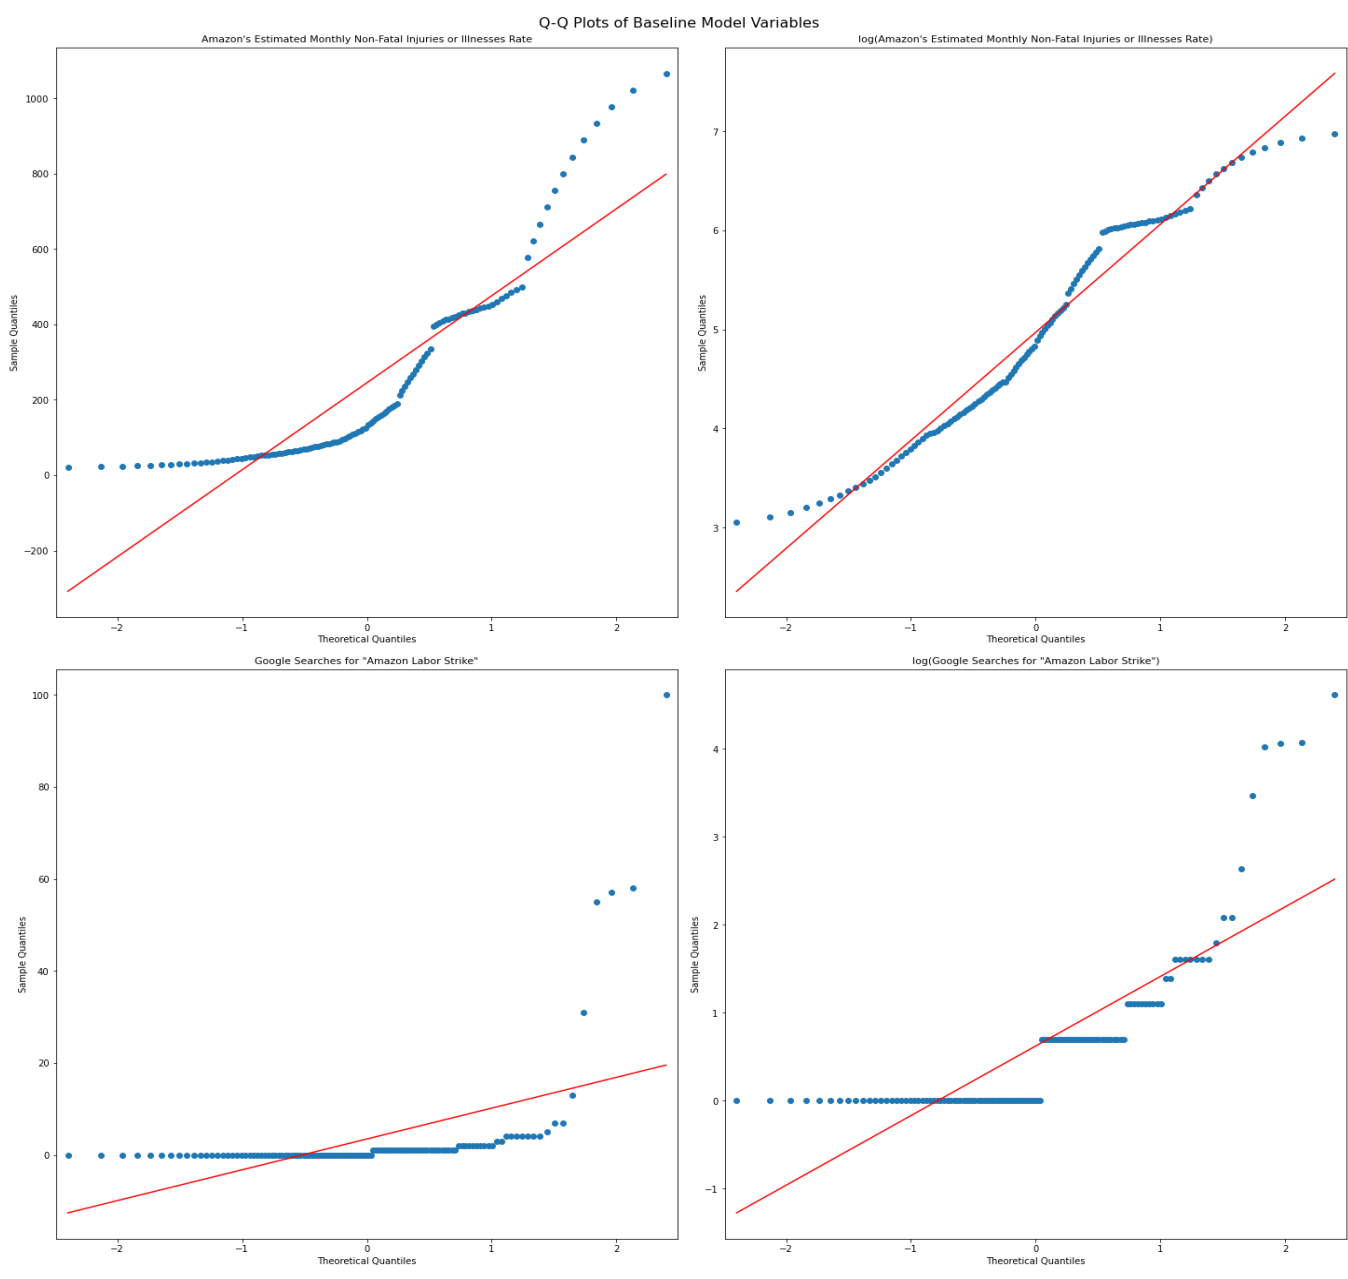 Q-Q Plots of Baseline Model Variables
Amazon's Estimated Monthly Non-Fatal Injuries or Illnesses Rate
1000
800
600
400
200
0
−200
Sample Quantiles
−2 −1 0 1 2
Theoretical Quantiles
log(Amazon's Estimated Monthly Non-Fatal Injuries or Illnesses Rate)
7
6
5
4
3
Sample Quantiles
−2 −1 0 1 2
Theoretical Quantiles
Google Searches for "Amazon Labor Strike"
100
80
60
40
20
0
Sample Quantiles
−2 −1 0 1 2
Theoretical Quantiles
log(Google Searches for "Amazon Labor Strike")
4
3
2
1
0
−1
Sample Quantiles
−2 −1 0 1 2
Theoretical Quantiles